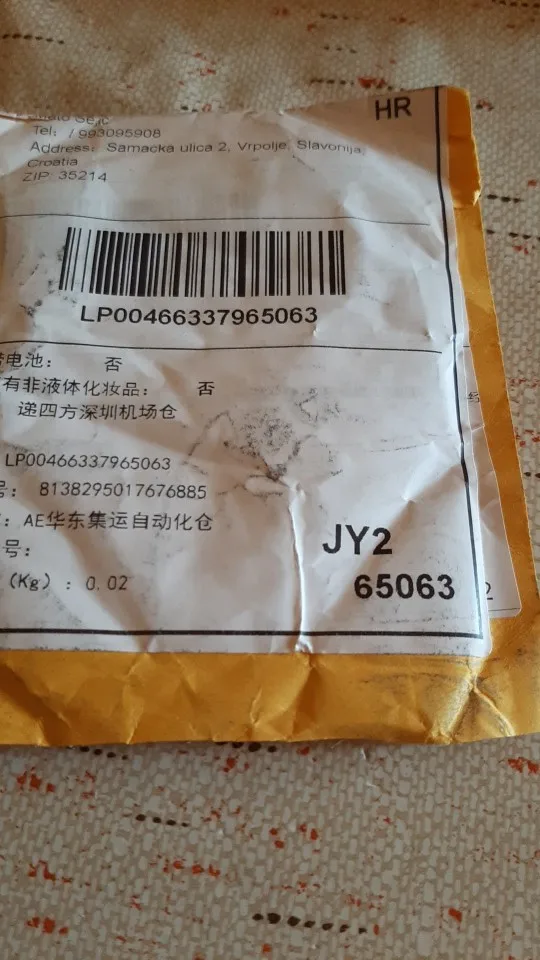 HR
Tel: / 993095908
Address: Samacka ulica 2, Vrpolje, Slavonija,
Croatia
ZIP: 35214
LP00466337965063
电池: 否
有非液体化妆品: 否
递四方深圳机场仓
LP00466337965063
号: 8138295017676885
: AE华东集运自动化仓
号:
(Kg) : 0.02
JY2
65063
2